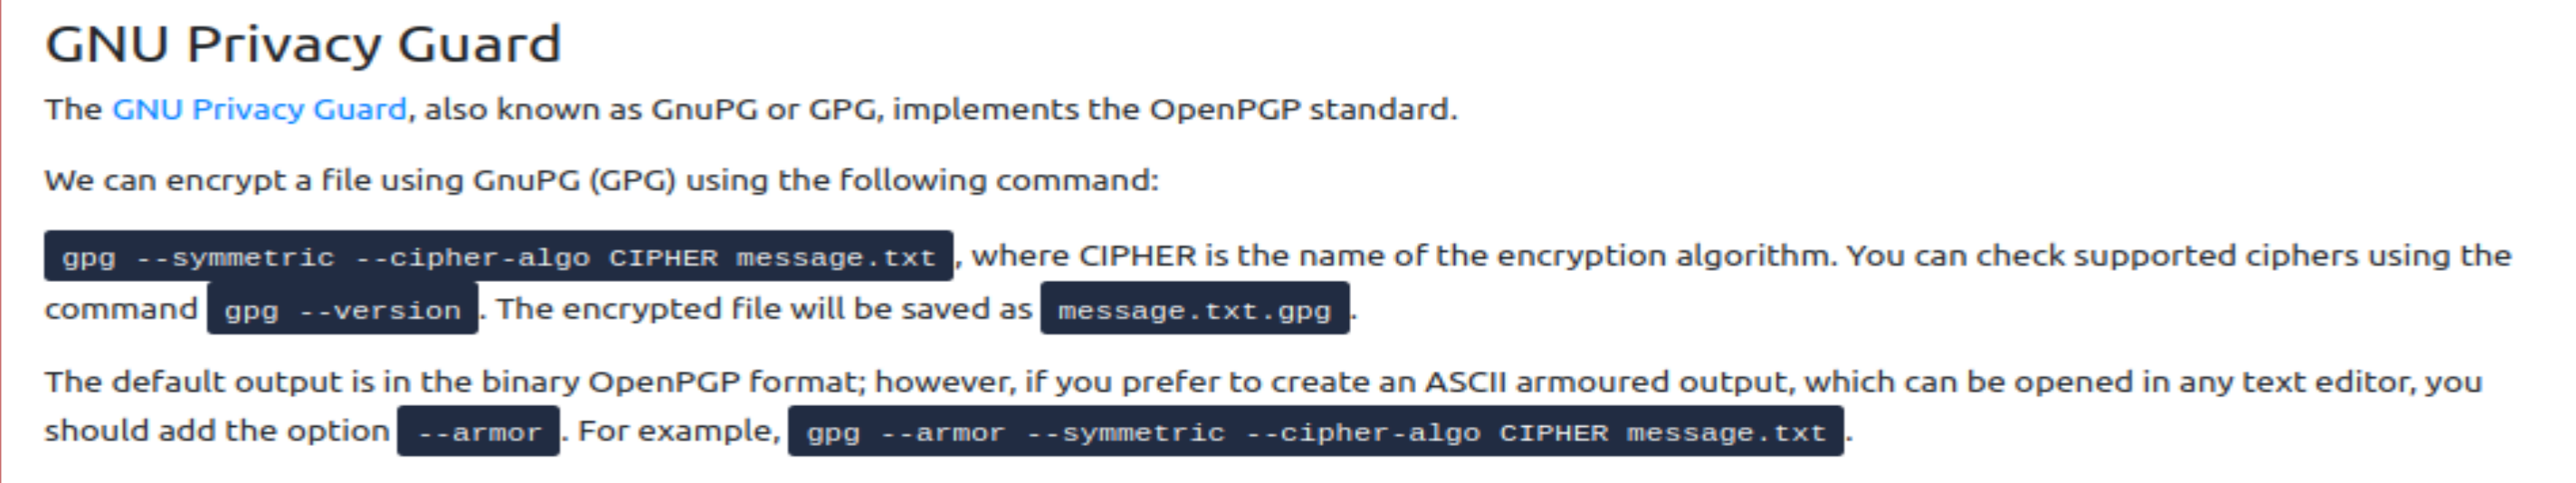 GNU Privacy Guard
The GNU Privacy Guard, also known as GnuPG or GPG, implements the OpenPGP standard.
We can encrypt a file using GnuPG (GPG) using the following command:
gpg --symmetric --cipher-algo CIPHER message.txt, where CIPHER is the name of the encryption algorithm. You can check supported ciphers using the
command gpg --version. The encrypted file will be saved as message.txt.gpg.
The default output is in the binary OpenPGP format; however, if you prefer to create an ASCII armoured output, which can be opened in any text editor, you
should add the option --armor. For example, gpg --armor --symmetric --cipher-algo CIPHER message.txt.